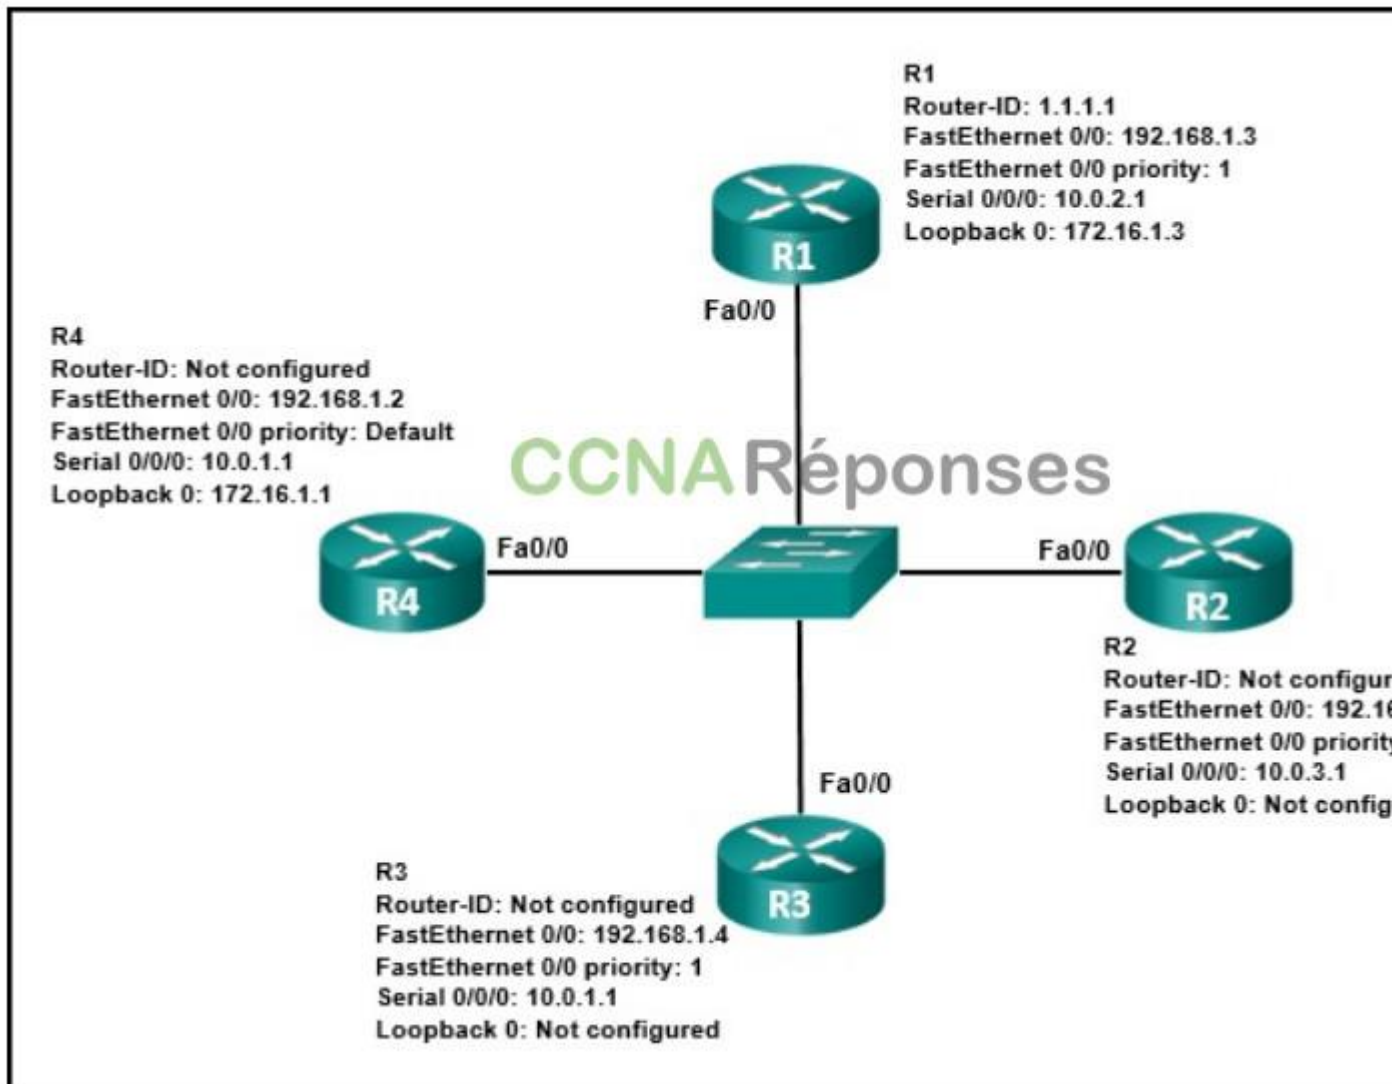 R1
Router-ID: 1.1.1.1
FastEthernet 0/0: 192.168.1.3
FastEthernet 0/0 priority: 1
Serial 0/0/0: 10.0.2.1
Loopback 0: 172.16.1.3
R1
Fa0/0
R4
Router-ID: Not configured
FastEthernet 0/0: 192.168.1.2
FastEthernet 0/0 priority: Default
Serial 0/0/0: 10.0.1.1
Loopback 0: 172.16.1.1
CCNARéponses
Fa0/0
Fa0/0
R4
R2
R2
Router-ID: Not
FastEthernet 0/0:
FastEthernet 0/0 priority
Serial 0/0/0: 10.0.3.1
Loopback 0: Not
Fa0/0
R3
R3
Router-ID: Not configured
FastEthernet 0/0: 192.168.1.4
FastEthernet 0/0 priority: 1
Serial 0/0/0: 10.0.1.1
Loopback 0: Not configured